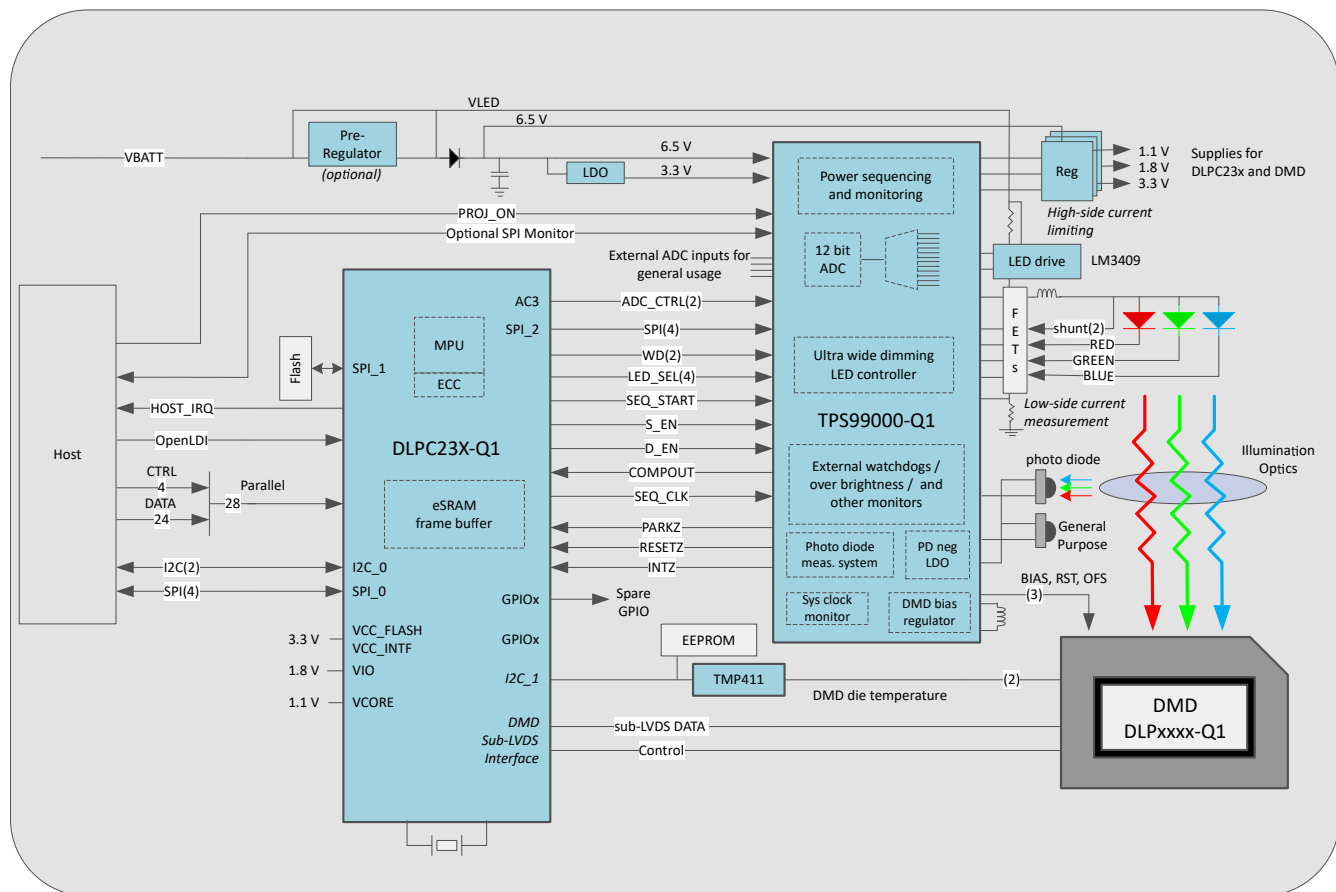 VLED
6.5 V
Pre-
Regulator
(optional)
VBATT
6.5 V
LDO
3.3 V
Power sequencing
and monitoring
Reg
1.1 V
1.8 V
3.3 V
Supplies for
DLPC23x and DMD
High-side current
limiting
PROJ_ON
Optional SPI Monitor
External ADC inputs for
general usage
12 bit
ADC
LED drive
LM3409
Host
Flash
SPI_1
AC3
SPI_2
MPU
ECC
ADC_CTRL(2)
SPI(4)
WD(2)
LED_SEL(4)
SEQ_START
S_EN
D_EN
COMPOUT
SEQ_CLK
PARKZ
RESETZ
INTZ
Ultra wide dimming
LED controller
TPS99000-Q1
F
E
T
s
shunt(2)
RED
GREEN
BLUE
Low-side current
measurement
HOST_IRQ
OpenLDI
CTRL
4
DATA
24
28
Parallel
DLPC23X-Q1
eSRAM
frame buffer
External watchdogs /
over brightness / and
other monitors
photo diode
Illumination
Optics
General
Purpose
Photo diode
meas. system
PD neg
LDO
Sys clock
monitor
DMD bias
regulator
BIAS, RST, OFS
(3)
I2C(2)
SPI(4)
I2C_0
SPI_0
GPIOx
Spare
GPIO
3.3 V
VCC_FLASH
VCC_INTF
GPIOx
1.8 V
VIO
1.1 V
VCORE
I2C_1
EEPROM
TMP411
DMD die temperature
(2)
DMD
Sub-LVDS
Interface
sub-LVDS DATA
Control
DMD
DLPxxxx-Q1